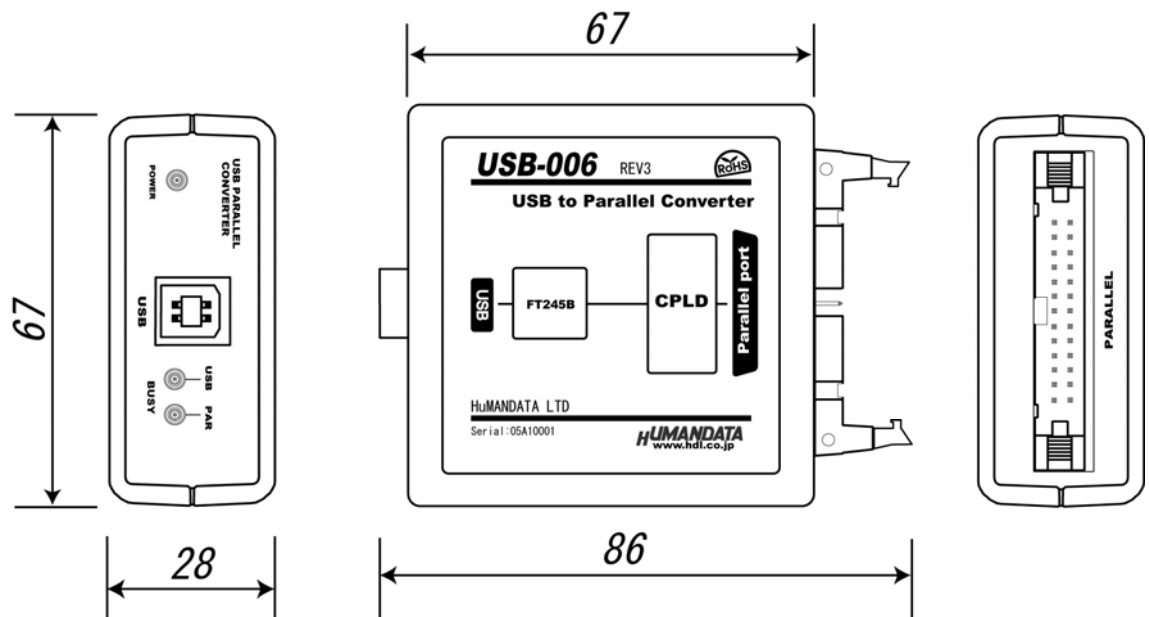 67
67
28
86
POWER
USB PARALLEL
CONVERTER
USB
USB
PAR
BUSY
USB-006 REV3
RoHS
USB to Parallel Converter
USB
FT245B
CPLD
Parallel port
HuMANDATA LTD
Serial:05A10001
HUMANDATA
www.hdl.co.jp
PARALLEL